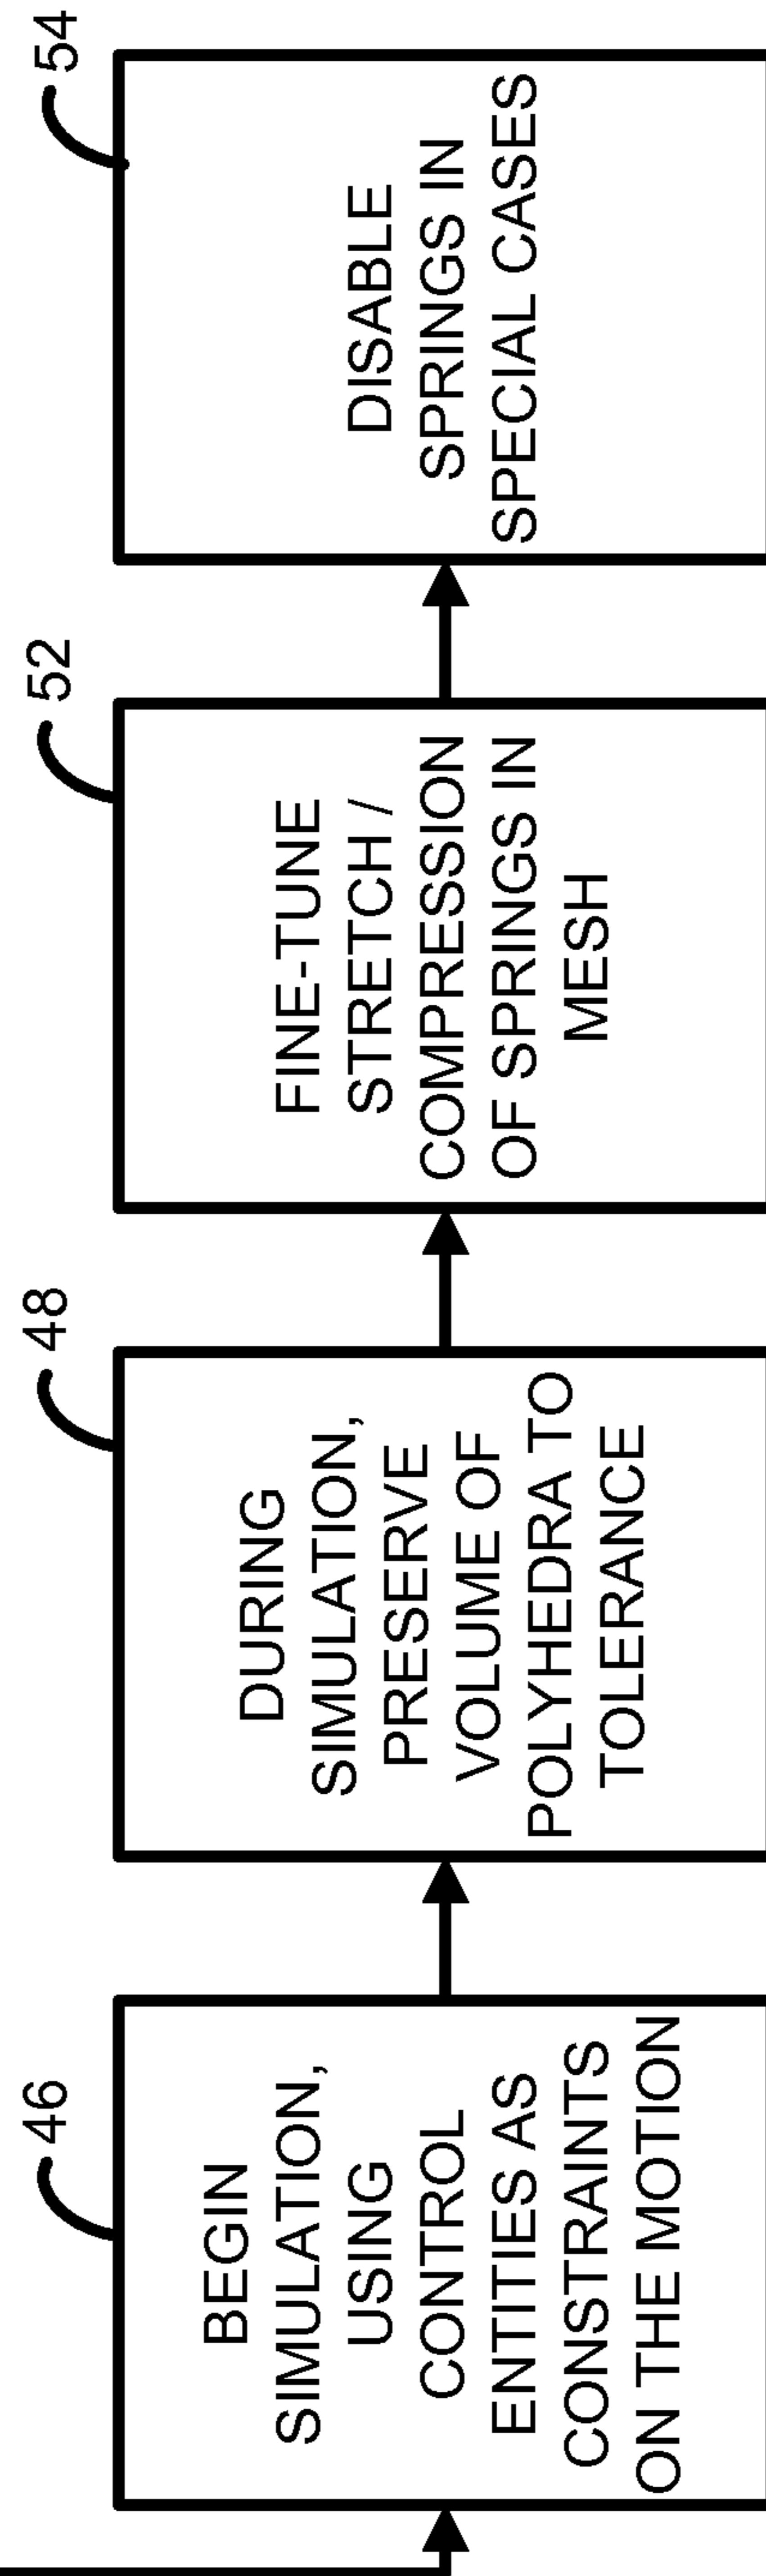 46
BEGIN
SIMULATION,
USING
CONTROL
ENTITIES AS
CONSTRAINTS
ON THE MOTION
48
DURING
SIMULATION,
PRESERVE
VOLUME OF
POLYHEDRA TO
TOLERANCE
52
FINE-TUNE
STRETCH /
COMPRESSION
OF SPRINGS IN
MESH
54
DISABLE
SPRINGS IN
SPECIAL CASES